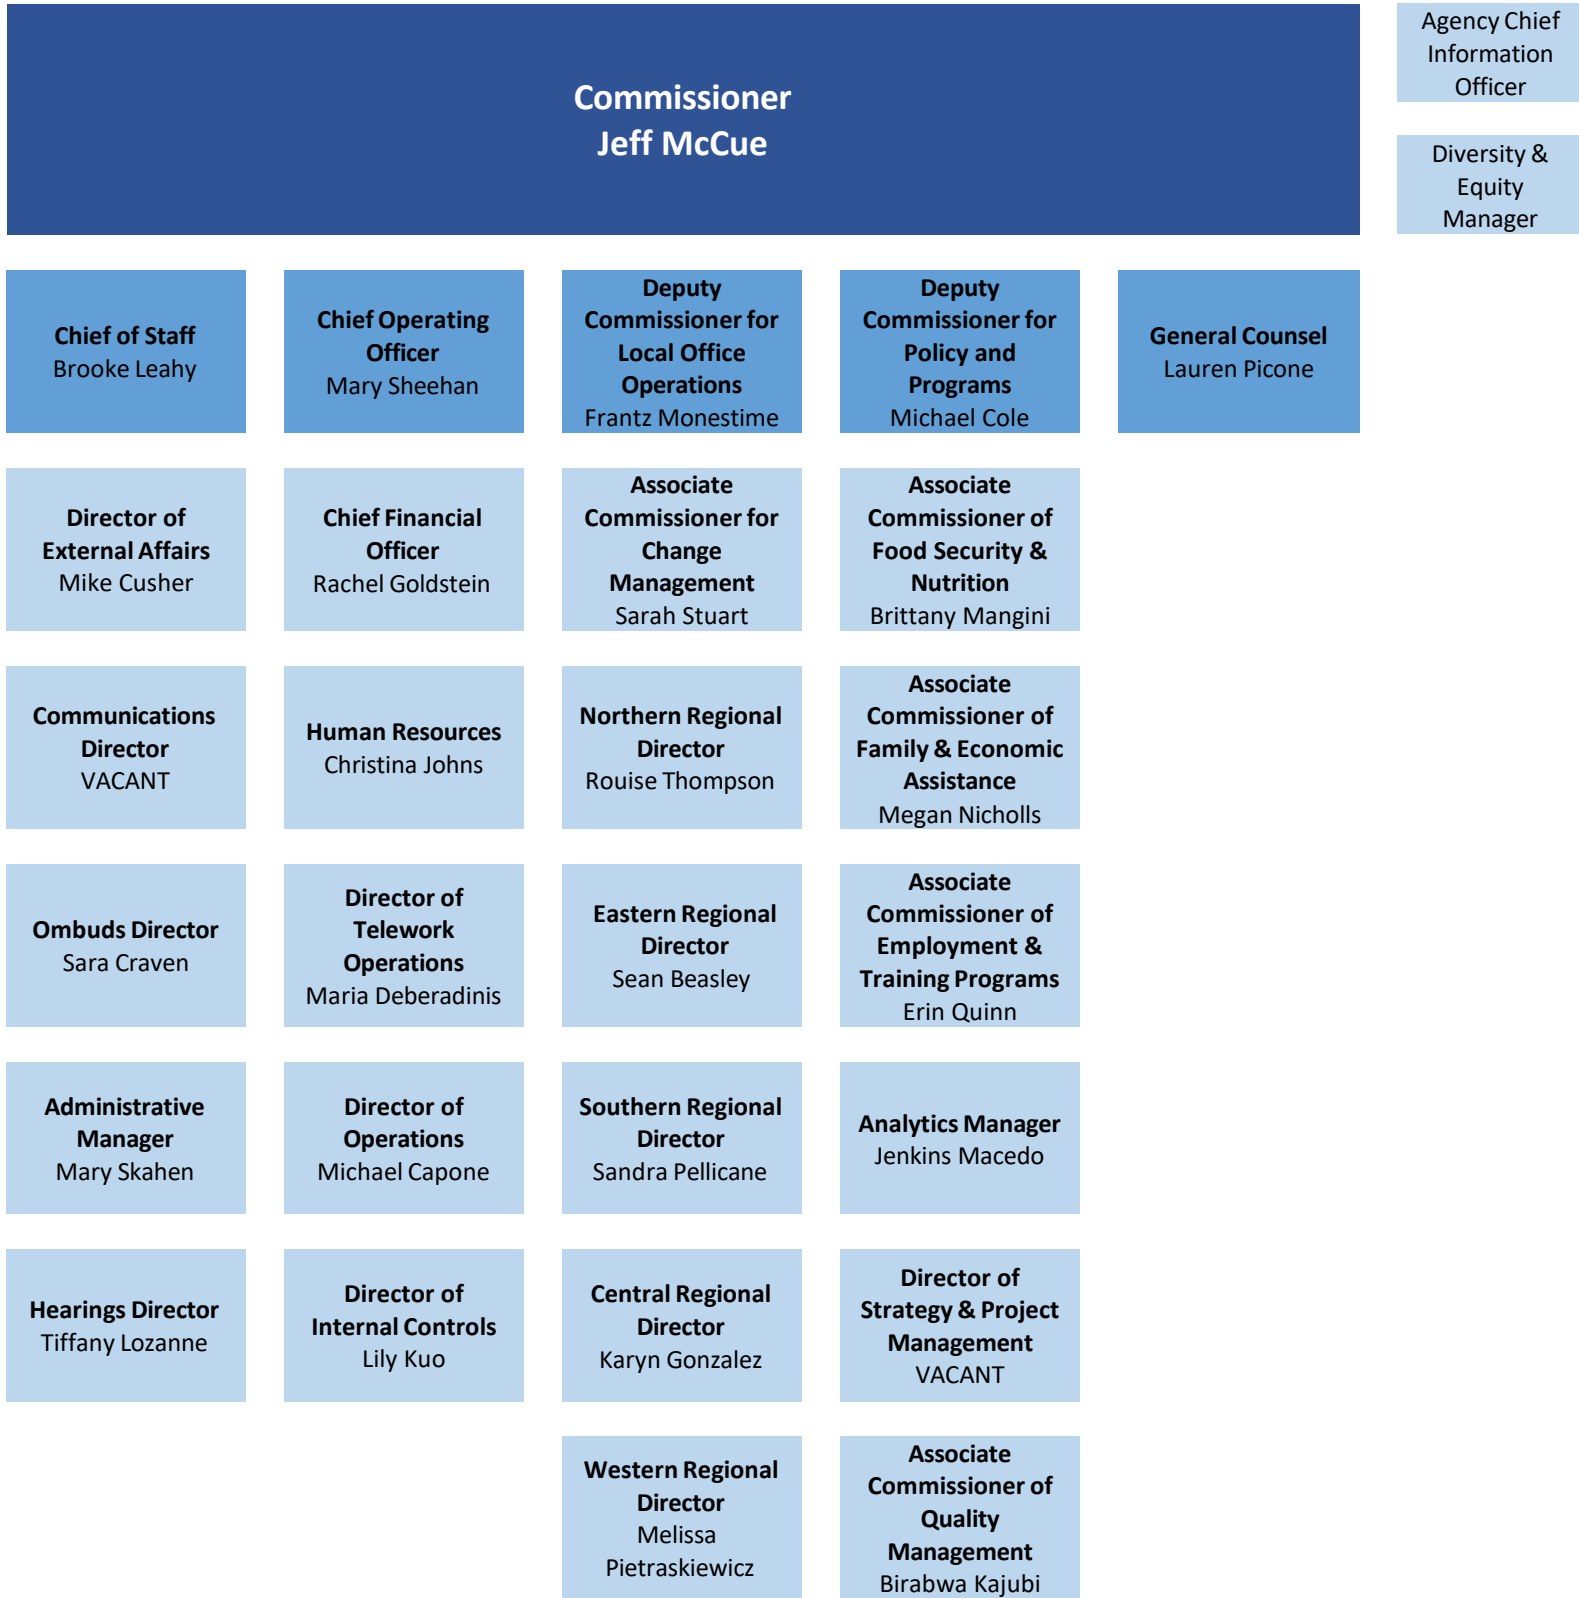 Commissioner
Jeff McCue
Agency Chief
Information
Officer
Diversity &
Equity
Manager
Chief of Staff
Brooke Leahy
Chief Operating
Officer
Mary Sheehan
Deputy
Commissioner for
Local Office
Operations
Frantz Monestime
Deputy
Commissioner for
Policy and
Programs
Michael Cole
General Counsel
Lauren Picone
Director of
External Affairs
Mike Cusher
Chief Financial
Officer
Rachel Goldstein
Associate
Commissioner for
Change
Management
Sarah Stuart
Associate
Commissioner of
Food Security &
Nutrition
Brittany Mangini
Communications
Director
VACANT
Human Resources
Christina Johns
Northern Regional
Director
Rouise Thompson
Associate
Commissioner of
Family & Economic
Assistance
Megan Nicholls
Ombuds Director
Sara Craven
Director of
Telework
Operations
Maria Deberadinis
Eastern Regional
Director
Sean Beasley
Associate
Commissioner of
Employment &
Training Programs
Erin Quinn
Administrative
Manager
Mary Skahen
Director of
Operations
Michael Capone
Southern Regional
Director
Sandra Pellicane
Analytics Manager
Jenkins Macedo
Hearings Director
Tiffany Lozanne
Director of
Internal Controls
Lily Kuo
Central Regional
Director
Karyn Gonzalez
Director of
Strategy & Project
Management
VACANT
Western Regional
Director
Melissa
Pietraskiewicz
Associate
Commissioner of
Quality
Management
Birabwa Kajubi